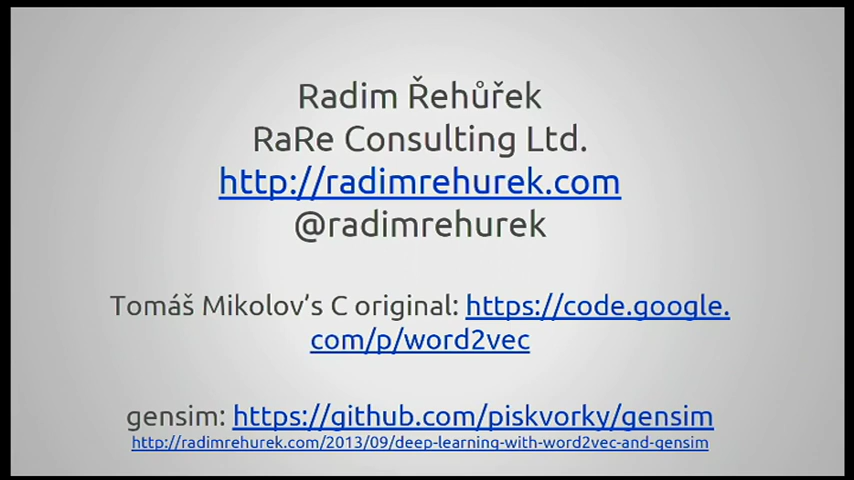 Radim Řehůřek
RaRe Consulting Ltd.
http://radimrehurek.com
@radimrehurek
Tomáš Mikolov’s C original: https://code.google.
com/p/word2vec
gensim: https://github.com/piskvorky/gensim
http://radimrehurek.com/2013/09/deep-learning-with-word2vec-and-gensim